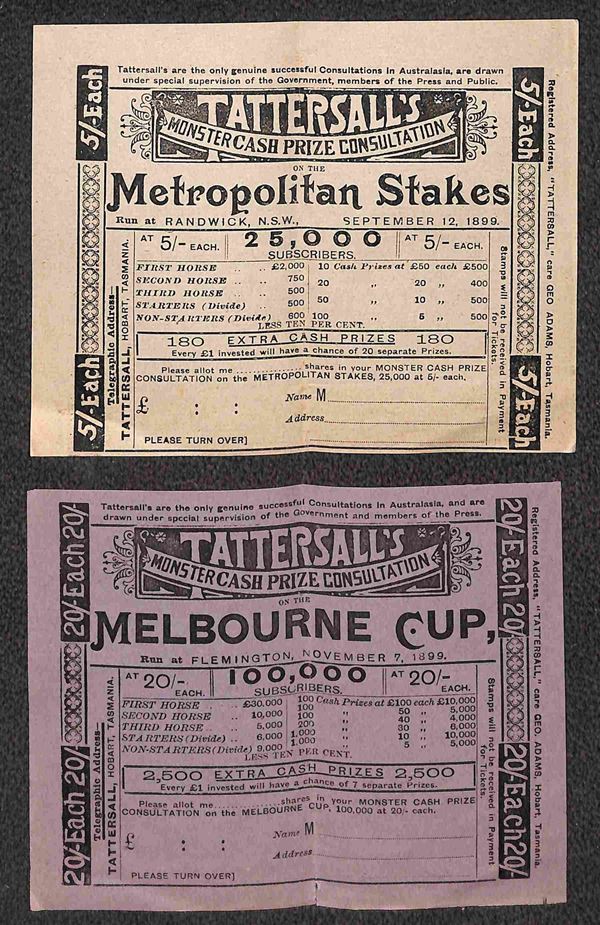 Tattersall's are the only genuine successful Consultations in Australasia, are drawn
under special supervision of the Government, members of the Press and Public.
TATTERSALL'S
MONSTER CASH PRIZE CONSULTATION
ON THE
Metropolitan Stakes
Run at RANDWICK, N.S.W., SEPTEMBER 12, 1899.
AT 5/- EACH. 25,000 SUBSCRIBERS. AT 5/- EACH.
FIRST HORSE .. £2,000 10 Cash Prizes at £50 each £500
SECOND HORSE .. .. 750 20 „ 20 „ 400
THIRD HORSE .. 500
STARTERS (Divide) .. 500 50 „ 10 „ 500
NON-STARTERS (Divide) 600 100 „ 5 „ 500
LESS TEN PER CENT.
180 EXTRA CASH PRIZES 180
Every £1 invested will have a chance of 20 separate Prizes.
Please allot me ............... shares in your MONSTER CASH PRIZE
CONSULTATION on the METROPOLITAN STAKES, 25,000 at 5/- each.
£ : : Name M
Address
PLEASE TURN OVER]
5/-Each
5/-Each
Telegraphic Address—
TATTERSALL, HOBART, TASMANIA.
5/-Each
5/-Each
Stamps will not be received in Payment
for Tickets.
Registered Address, "TATTERSALL," care GEO. ADAMS, Hobart, Tasmania.
Tattersall's are the only genuine successful Consultations in Australasia, and are
drawn under special supervision of the Government and members of the Press.
TATTERSALL'S
MONSTER CASH PRIZE CONSULTATION
ON THE
MELBOURNE CUP,
Run at FLEMINGTON, NOVEMBER 7, 1899.
AT 20/- EACH. 100,000 SUBSCRIBERS. AT 20/- EACH.
FIRST HORSE .. £30,000 100 Cash Prizes at £100 each £10,000
SECOND HORSE .. 10,000 100 „ 50 „ 5,000
THIRD HORSE .. 5,000 100 „ 40 „ 4,000
200 „ 30 „ 6,000
STARTERS (Divide) .. 6,000 1,000 „ 10 „ 10,000
NON-STARTERS (Divide) 9,000 1,000 „ 5 „ 5,000
LESS TEN PER CENT.
2,500 EXTRA CASH PRIZES 2,500
Every £1 invested will have a chance of 7 separate Prizes.
Please allot me ............... shares in your MONSTER CASH PRIZE
CONSULTATION on the MELBOURNE CUP, 100,000 at 20/- each.
£ : : Name M
Address
PLEASE TURN OVER]
20/-Each 20/-
20/-Each 20/-
Telegraphic Address—
TATTERSALL, HOBART, TASMANIA.
20/-Each 20/-
20/-Each 20/-
Stamps will not be received in Payment
for Tickets.
Registered Address, "TATTERSALL," care GEO. ADAMS, Hobart, Tasmania.